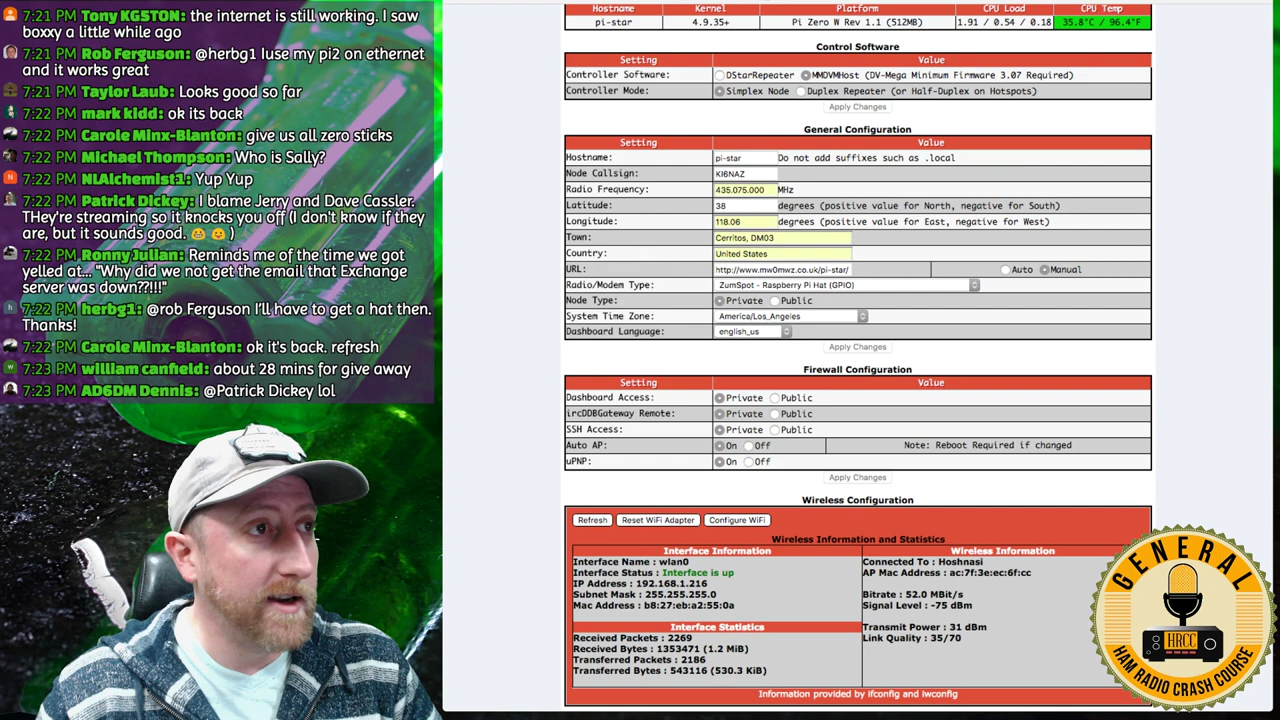 7:21 PM Tony KG5TON: the internet is still working. I saw
boxxy a little while ago
7:21 PM Rob Ferguson: @herbg1 Iuse my pi2 on ethernet
and it works great
7:21 PM Taylor Laub: Looks good so far
7:22 PM mark kidd: ok its back
7:22 PM Carole Minx-Blanton: give us all zero sticks
7:22 PM Michael Thompson: Who is Sally?
7:22 PM NLAlchemist1: Yup Yup
7:22 PM Patrick Dickey: I blame Jerry and Dave Cassler.
THey're streaming so it knocks you off (I don't know if they
are, but it sounds good. 😬 🙂 )
7:22 PM Ronny Julian: Reminds me of the time we got
yelled at... "Why did we not get the email that Exchange
server was down??!!!"
7:22 PM herbg1: @rob Ferguson I'll have to get a hat then.
Thanks!
7:22 PM Carole Minx-Blanton: ok it's back. refresh
7:22 PM william canfield: about 28 mins for give away
7:23 PM AD6DM Dennis: @Patrick Dickey lol
Hostname Kernel Platform CPU Load CPU Temp
pi-star 4.9.35+ Pi Zero W Rev 1.1 (512MB) 1.91 / 0.54 / 0.18 35.8°C / 96.4°F
Control Software
Setting Value
Controller Software: DStarRepeater MMDVMHost (DV-Mega Minimum Firmware 3.07 Required)
Controller Mode: Simplex Node Duplex Repeater (or Half-Duplex on Hotspots)
Apply Changes
General Configuration
Setting Value
Hostname: pi-star Do not add suffixes such as .local
Node Callsign: KI6NAZ
Radio Frequency: 435.075.000 MHz
Latitude: 38 degrees (positive value for North, negative for South)
Longitude: 118.06 degrees (positive value for East, negative for West)
Town: Cerritos, DM03
Country: United States
URL: http://www.mw0mwz.co.uk/pi-star/ Auto Manual
Radio/Modem Type: ZumSpot - Raspberry Pi Hat (GPIO)
Node Type: Private Public
System Time Zone: America/Los_Angeles
Dashboard Language: english_us
Apply Changes
Firewall Configuration
Setting Value
Dashboard Access: Private Public
ircDDBGateway Remote: Private Public
SSH Access: Private Public
Auto AP: On Off Note: Reboot Required if changed
uPNP: On Off
Apply Changes
Wireless Configuration
Refresh Reset WiFi Adapter Configure WiFi
Wireless Information and Statistics
Interface Information Wireless Information
Interface Name : wlan0 Connected To : Hoshnasi
Interface Status : Interface is up AP Mac Address : ac:7f:3e:ec:6f:cc
IP Address : 192.168.1.216
Subnet Mask : 255.255.255.0 Bitrate : 52.0 MBit/s
Mac Address : b8:27:eb:a2:55:0a Signal Level : -75 dBm
Interface Statistics Transmit Power : 31 dBm
Received Packets : 2269 Link Quality : 35/70
Received Bytes : 1353471 (1.2 MiB)
Transferred Packets : 2186
Transferred Bytes : 543116 (530.3 KiB)
Information provided by ifconfig and iwconfig
GENERAL
HRCC
HAM RADIO CRASH COURSE